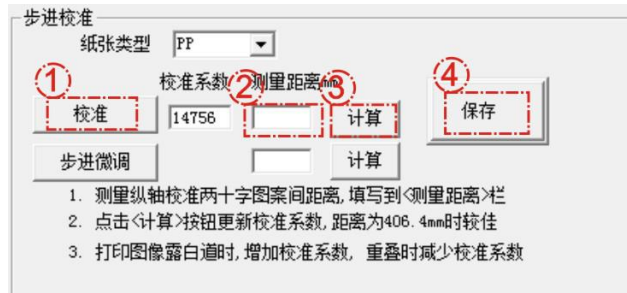 步进校准
纸张类型 PP
① ② ③ ④
校准系数 测量距离mm
校准 14756 计算 保存
步进微调 计算
1. 测量纵轴校准两十字图案间距离,填写到<测量距离>栏
2. 点击<计算>按钮更新校准系数,距离为406.4mm时较佳
3. 打印图像露白道时,增加校准系数, 重叠时减少校准系数